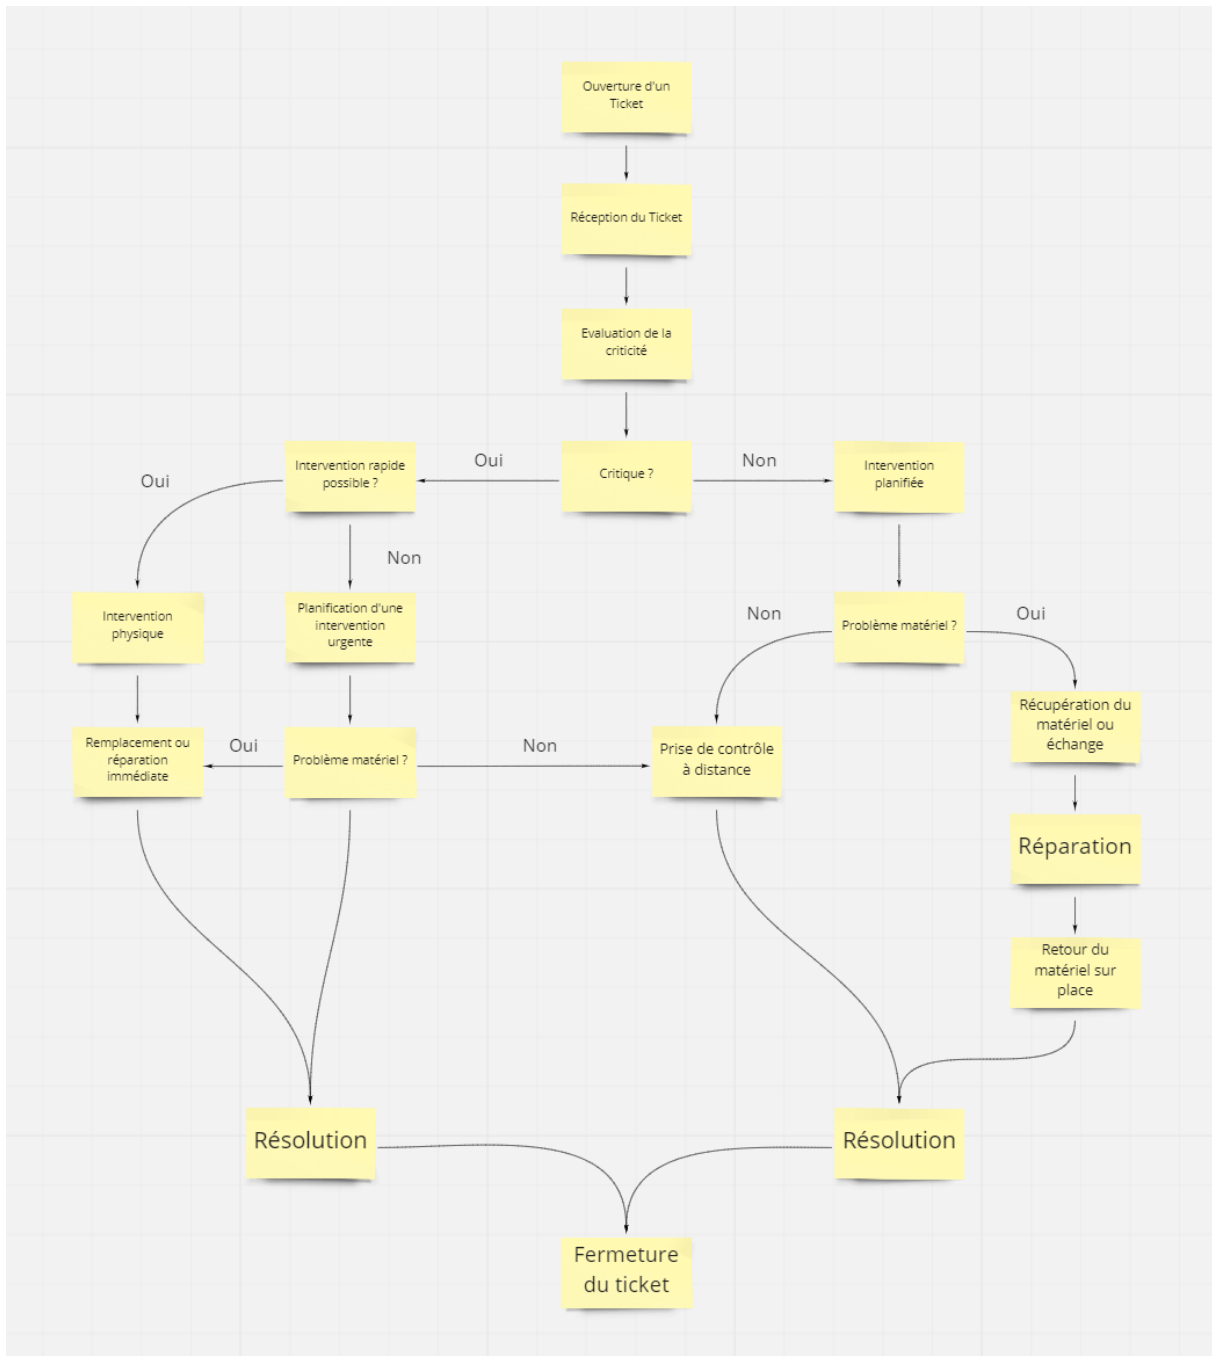 Ouverture d'un
Ticket
Réception du Ticket
Evaluation de la
criticité
Oui
Intervention rapide
possible ?
Oui
Critique ?
Non
Intervention
planifiée
Non
Intervention
physique
Planification d'une
intervention
urgente
Non
Problème matériel ?
Oui
Remplacement ou
réparation
immédiate
Oui
Problème matériel ?
Non
Prise de contrôle
à distance
Récupération du
matériel ou
échange
Réparation
Retour du
matériel sur
place
Résolution
Résolution
Fermeture
du ticket